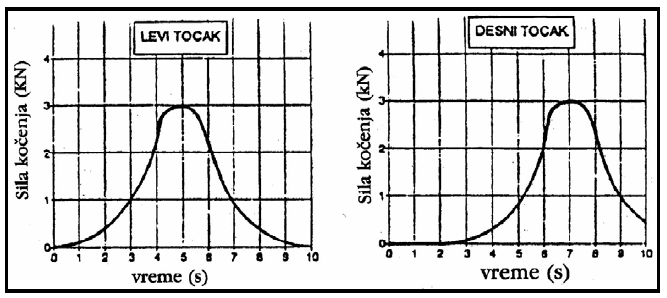 LEVI TOCAK
Sila kočenja (KN)
4
3
2
1
0
0 1 2 3 4 5 6 7 8 9 10
vreme (s)
DESNI TOCAK
Sila kočenja (kN)
4
3
2
1
0
0 1 2 3 4 5 6 7 8 9 10
vreme (s)